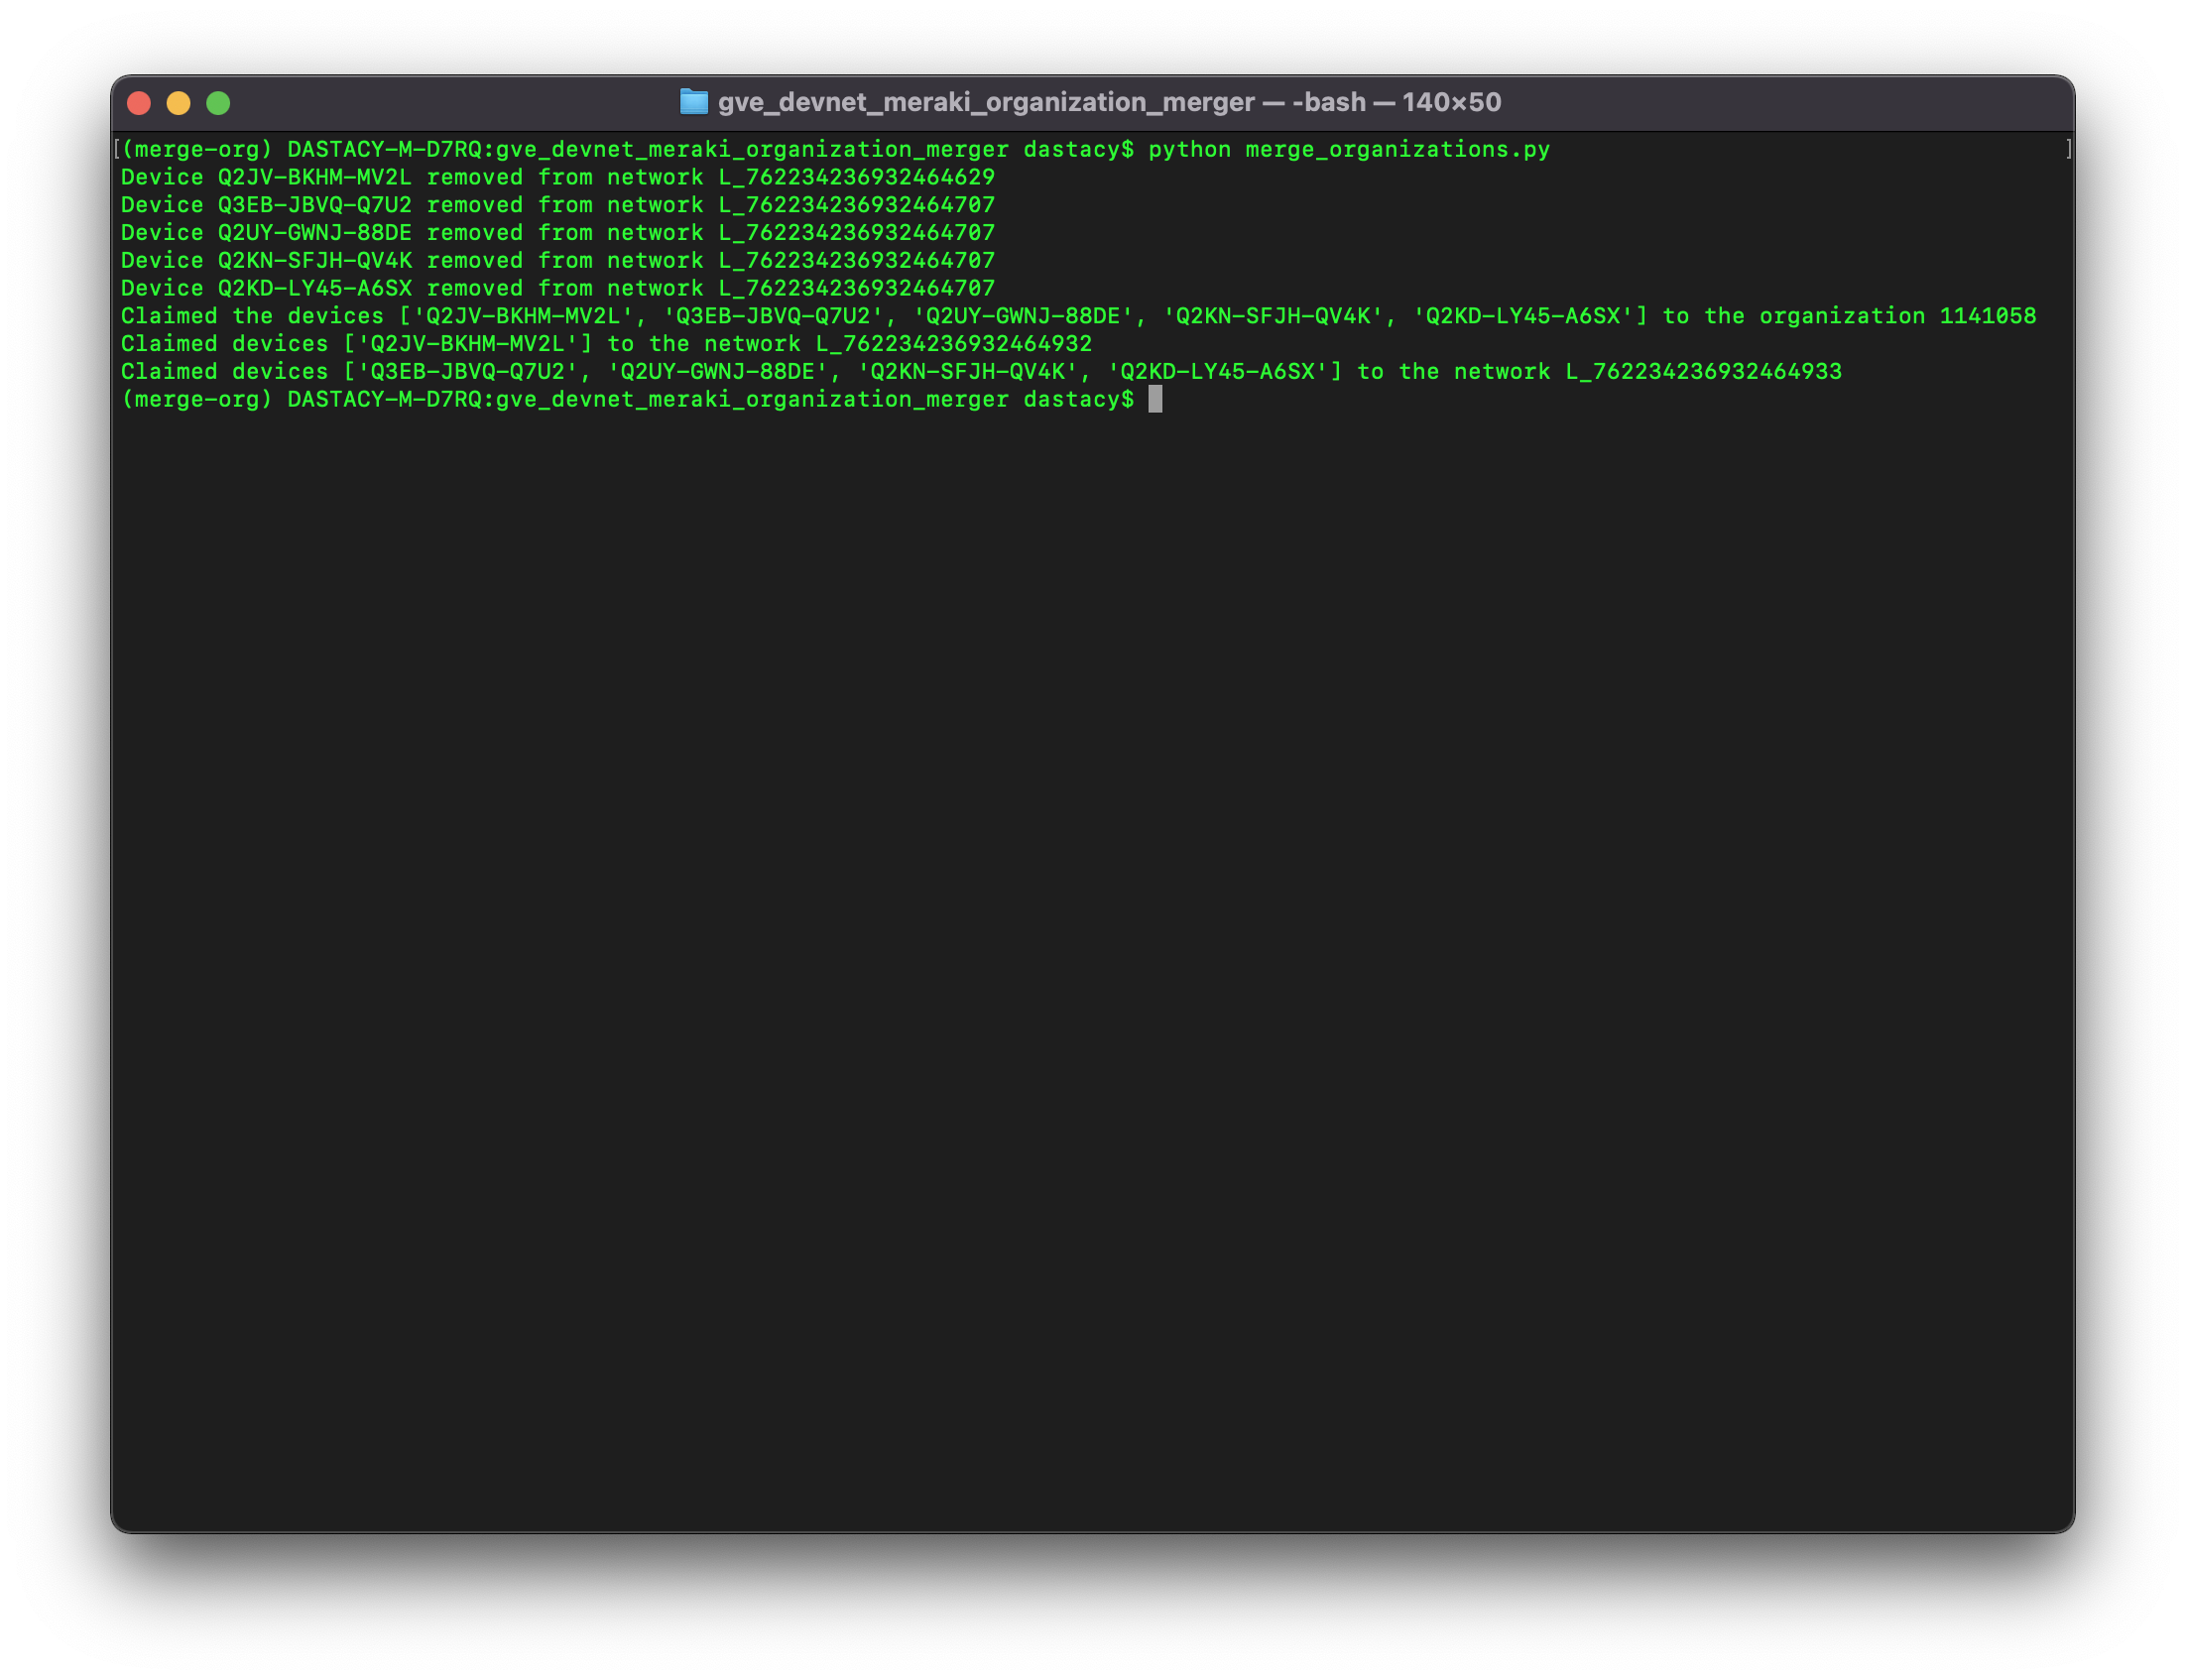 gve_devnet_meraki_organization_merger — -bash — 140×50
[(merge-org) DASTACY-M-D7RQ:gve_devnet_meraki_organization_merger dastacy$ python merge_organizations.py ]
Device Q2JV-BKHM-MV2L removed from network L_762234236932464629
Device Q3EB-JBVQ-Q7U2 removed from network L_762234236932464707
Device Q2UY-GWNJ-88DE removed from network L_762234236932464707
Device Q2KN-SFJH-QV4K removed from network L_762234236932464707
Device Q2KD-LY45-A6SX removed from network L_762234236932464707
Claimed the devices ['Q2JV-BKHM-MV2L', 'Q3EB-JBVQ-Q7U2', 'Q2UY-GWNJ-88DE', 'Q2KN-SFJH-QV4K', 'Q2KD-LY45-A6SX'] to the organization 1141058
Claimed devices ['Q2JV-BKHM-MV2L'] to the network L_762234236932464932
Claimed devices ['Q3EB-JBVQ-Q7U2', 'Q2UY-GWNJ-88DE', 'Q2KN-SFJH-QV4K', 'Q2KD-LY45-A6SX'] to the network L_762234236932464933
(merge-org) DASTACY-M-D7RQ:gve_devnet_meraki_organization_merger dastacy$